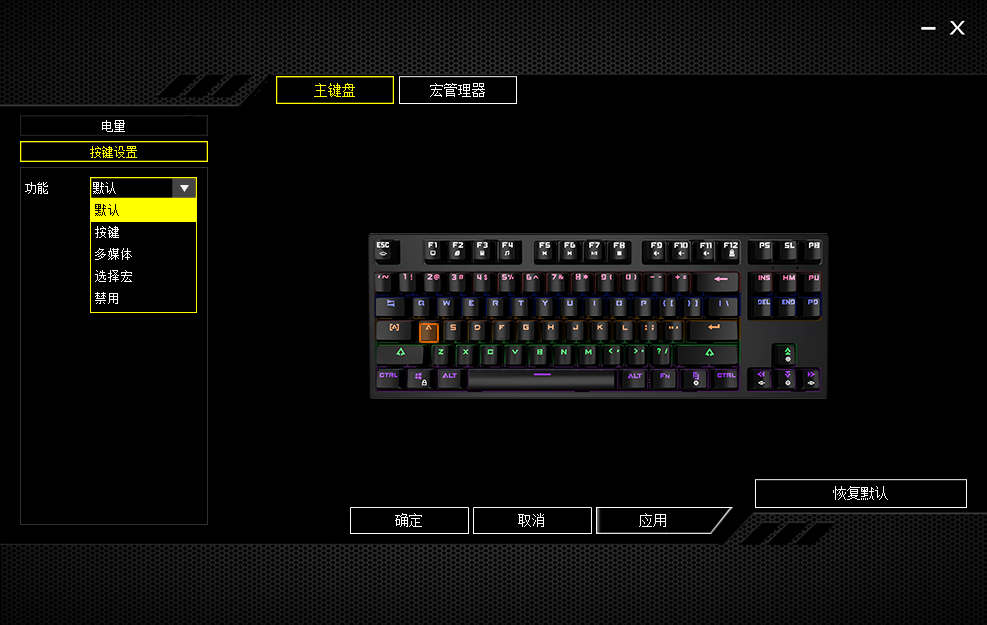 主键盘 宏管理器
电量
按键设置
功能 默认
默认
按键
多媒体
选择宏
禁用
ESC F1 F2 F3 F4 F5 F6 F7 F8 F9 F10 F11 F12 PS SL PB
`~ 1! 2@ 3# 4$ 5% 6^ 7& 8* 9( 0) -- += INS HM PU
Q W E R T Y U I O P [{ }] |\ DEL END PD
[A] A S D F G H J K L ;:
Z X C V B N M <, >. ?/
CTRL ALT ALT FN CTRL
恢复默认
确定 取消 应用